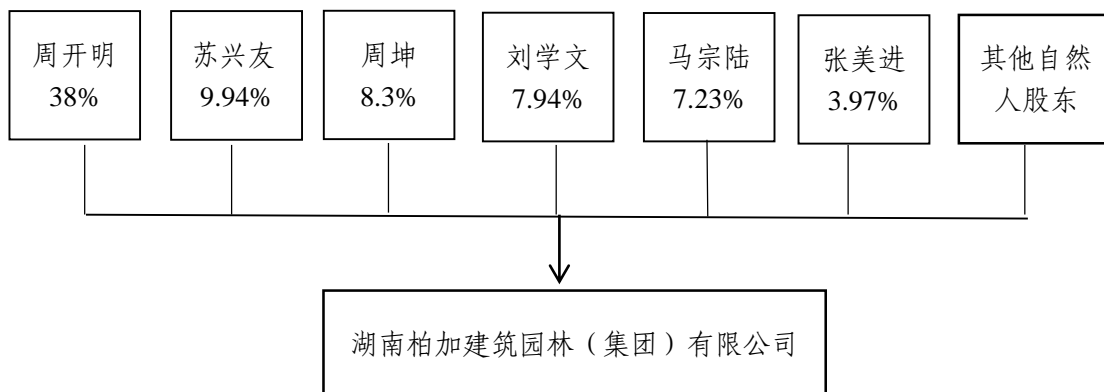 周开明
38%
苏兴友
9.94%
周坤
8.3%
刘学文
7.94%
马宗陆
7.23%
张美进
3.97%
其他自然
人股东
湖南柏加建筑园林（集团）有限公司